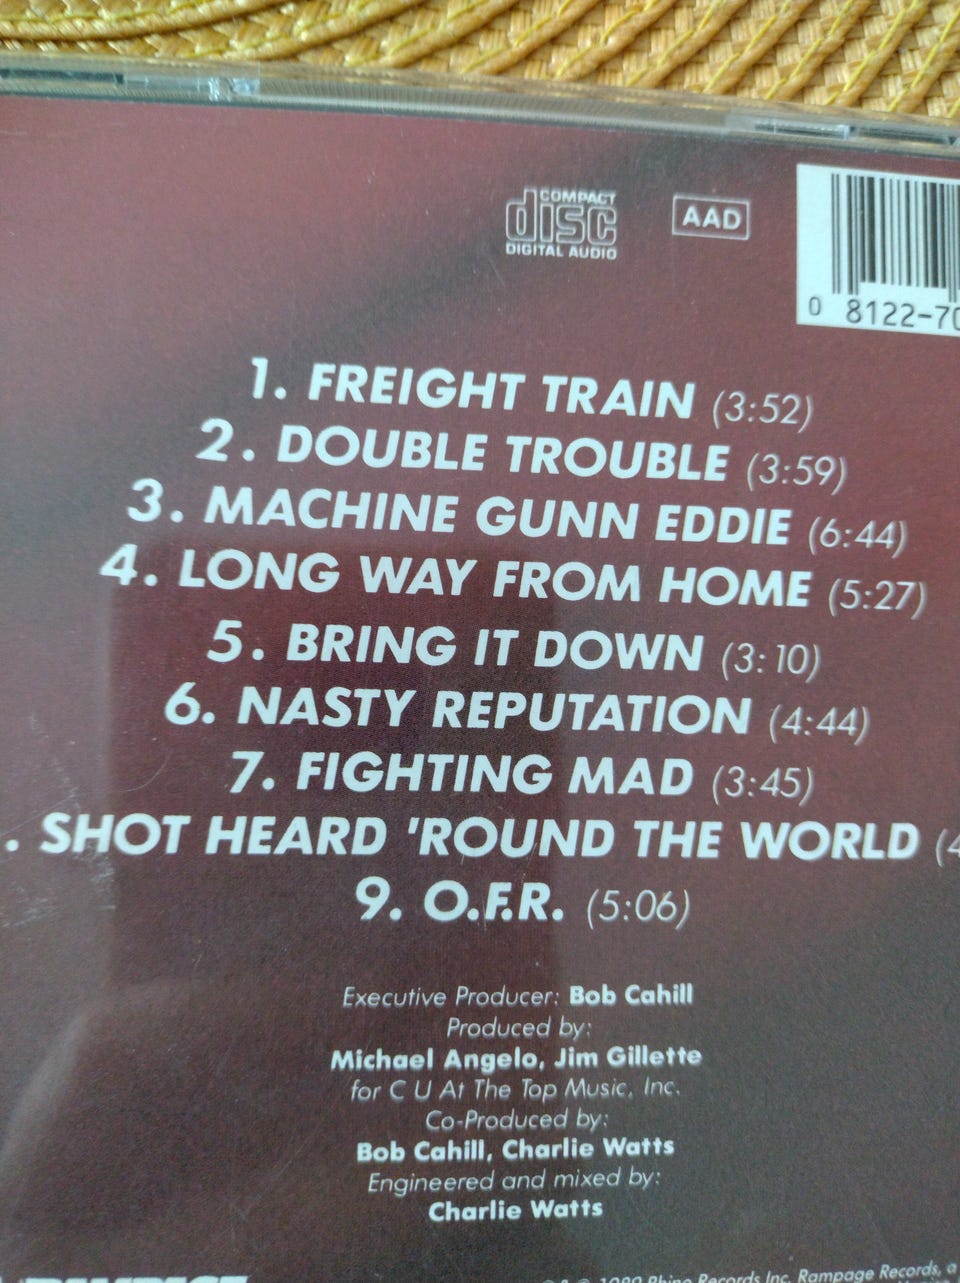 COMPACT
disc
DIGITAL AUDIO
AAD
0 8122-70
1. FREIGHT TRAIN (3:52)
2. DOUBLE TROUBLE (3:59)
3. MACHINE GUNN EDDIE (6:44)
4. LONG WAY FROM HOME (5:27)
5. BRING IT DOWN (3:10)
6. NASTY REPUTATION (4:44)
7. FIGHTING MAD (3:45)
. SHOT HEARD 'ROUND THE WORLD (4
9. O.F.R. (5:06)
Executive Producer: Bob Cahill
Produced by:
Michael Angelo, Jim Gillette
for C U At The Top Music, Inc.
Co-Produced by:
Bob Cahill, Charlie Watts
Engineered and mixed by:
Charlie Watts
1989 Rhino Records Inc. Rampage Records, a